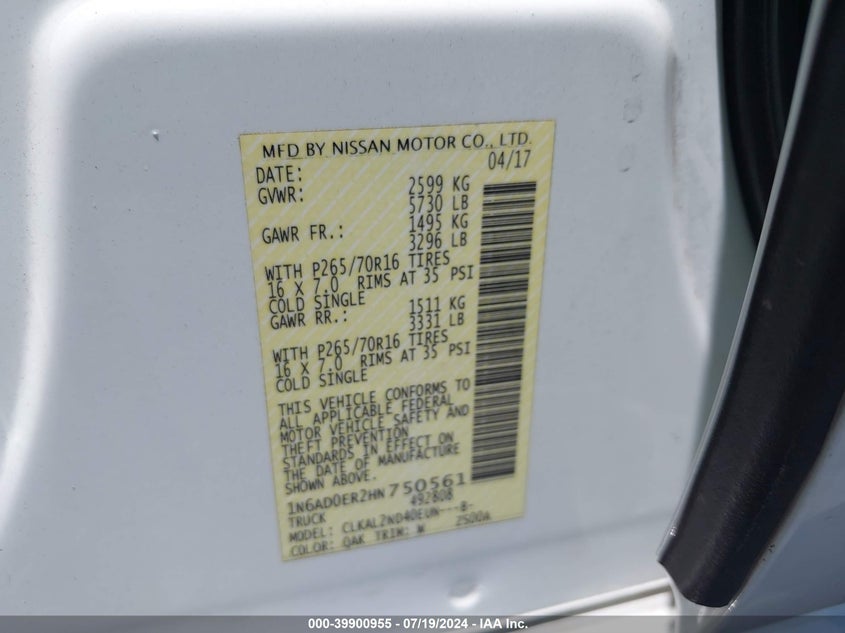 MFD BY NISSAN MOTOR CO., LTD.
DATE: 04/17
GVWR: 2599 KG
5730 LB
GAWR FR.: 1495 KG
3296 LB
WITH P265/70R16 TIRES
16 X 7.0 RIMS AT 35 PSI
COLD SINGLE
GAWR RR.: 1511 KG
3331 LB
WITH P265/70R16 TIRES
16 X 7.0 RIMS AT 35 PSI
COLD SINGLE
THIS VEHICLE CONFORMS TO
ALL APPLICABLE FEDERAL
MOTOR VEHICLE SAFETY AND
THEFT PREVENTION
STANDARDS IN EFFECT ON
THE DATE OF MANUFACTURE
SHOWN ABOVE.
1N6AD0ER2HN750561
TRUCK 492808
MODEL: CLKAL2ND40EUN---8-
COLOR: QAK TRIM: W 2500A
000-39900955 - 07/19/2024 - IAA Inc.